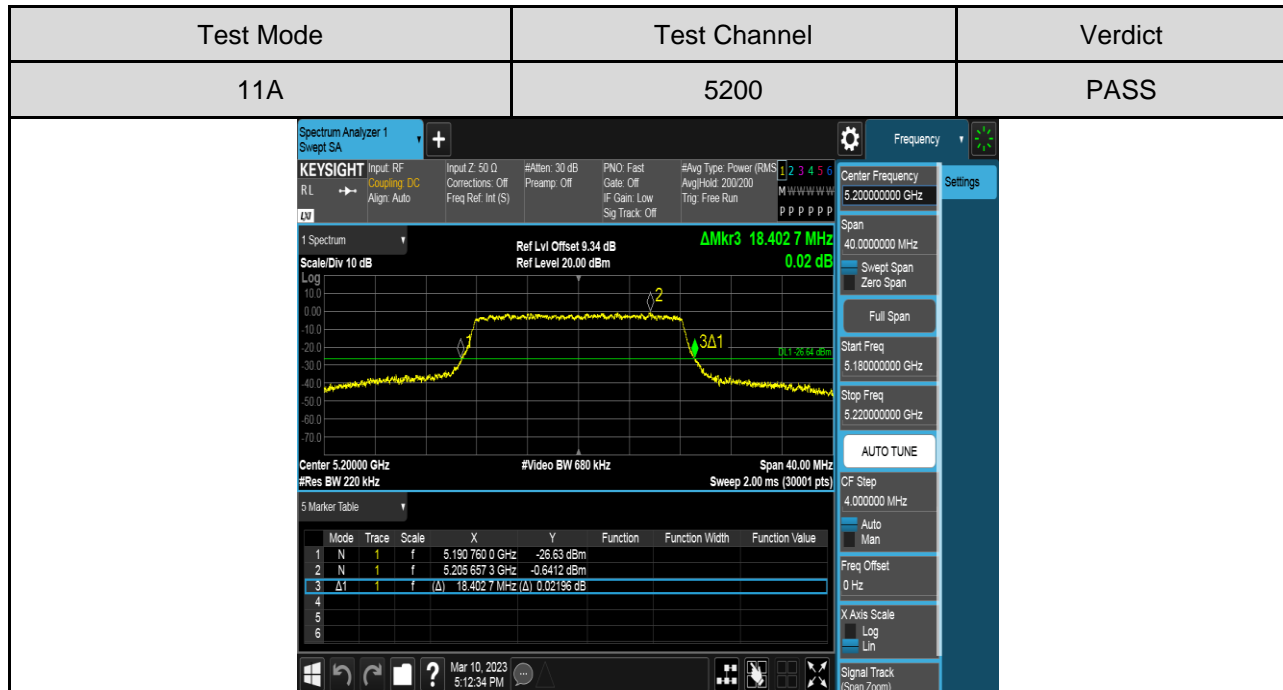 Test Mode Test Channel Verdict
11A 5200 PASS
Spectrum Analyzer 1
Swept SA
+
Frequency
KEYSIGHT
RL
LXI
Input: RF
Coupling: DC
Align: Auto
Input Z: 50 Ω
Corrections: Off
Freq Ref: Int (S)
#Atten: 30 dB
Preamp: Off
PNO: Fast
Gate: Off
IF Gain: Low
Sig Track: Off
#Avg Type: Power (RMS
Avg|Hold: 200/200
Trig: Free Run
1 2 3 4 5 6
M W W W W W
P P P P P P
1 Spectrum
Scale/Div 10 dB
Ref Lvl Offset 9.34 dB
Ref Level 20.00 dBm
ΔMkr3 18.402 7 MHz
0.02 dB
Log
10.0
0.00
-10.0
-20.0
-30.0
-40.0
-50.0
-60.0
-70.0
1
2
3Δ1
DL1 -26.64 dBm
Center 5.20000 GHz
#Res BW 220 kHz
#Video BW 680 kHz
Span 40.00 MHz
Sweep 2.00 ms (30001 pts)
5 Marker Table
Mode Trace Scale X Y Function Function Width Function Value
1 N 1 f 5.190 760 0 GHz -26.63 dBm
2 N 1 f 5.205 657 3 GHz -0.6412 dBm
3 Δ1 1 f (Δ) 18.402 7 MHz (Δ) 0.02196 dB
4
5
6
?
Mar 10, 2023
5:12:34 PM
Center Frequency
5.200000000 GHz
Settings
Span
40.0000000 MHz
Swept Span
Zero Span
Full Span
Start Freq
5.180000000 GHz
Stop Freq
5.220000000 GHz
AUTO TUNE
CF Step
4.000000 MHz
Auto
Man
Freq Offset
0 Hz
X Axis Scale
Log
Lin
Signal Track
(Span Zoom)